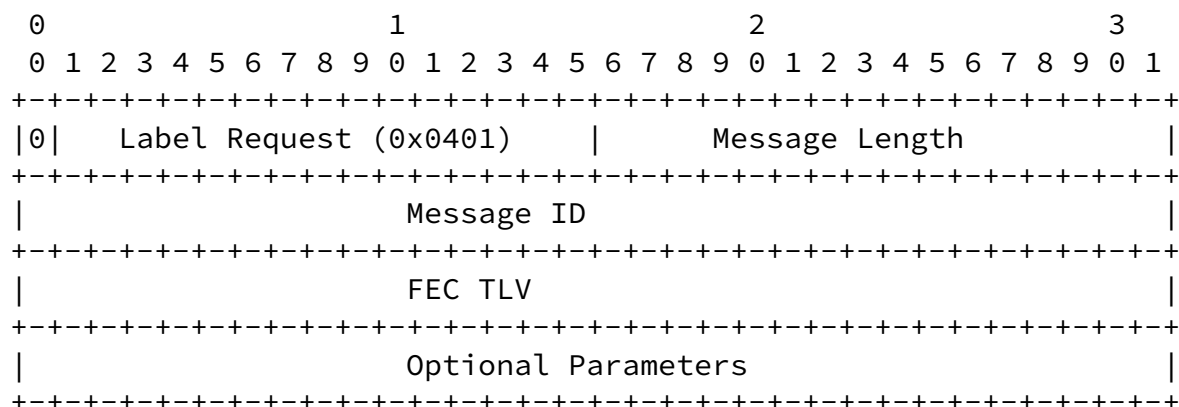 0                   1                   2                   3
 0 1 2 3 4 5 6 7 8 9 0 1 2 3 4 5 6 7 8 9 0 1 2 3 4 5 6 7 8 9 0 1
+-+-+-+-+-+-+-+-+-+-+-+-+-+-+-+-+-+-+-+-+-+-+-+-+-+-+-+-+-+-+-+-+
|0|   Label Request (0x0401)    |      Message Length           |
+-+-+-+-+-+-+-+-+-+-+-+-+-+-+-+-+-+-+-+-+-+-+-+-+-+-+-+-+-+-+-+-+
|                     Message ID                                |
+-+-+-+-+-+-+-+-+-+-+-+-+-+-+-+-+-+-+-+-+-+-+-+-+-+-+-+-+-+-+-+-+
|                     FEC TLV                                   |
+-+-+-+-+-+-+-+-+-+-+-+-+-+-+-+-+-+-+-+-+-+-+-+-+-+-+-+-+-+-+-+-+
|                     Optional Parameters                       |
+-+-+-+-+-+-+-+-+-+-+-+-+-+-+-+-+-+-+-+-+-+-+-+-+-+-+-+-+-+-+-+-+